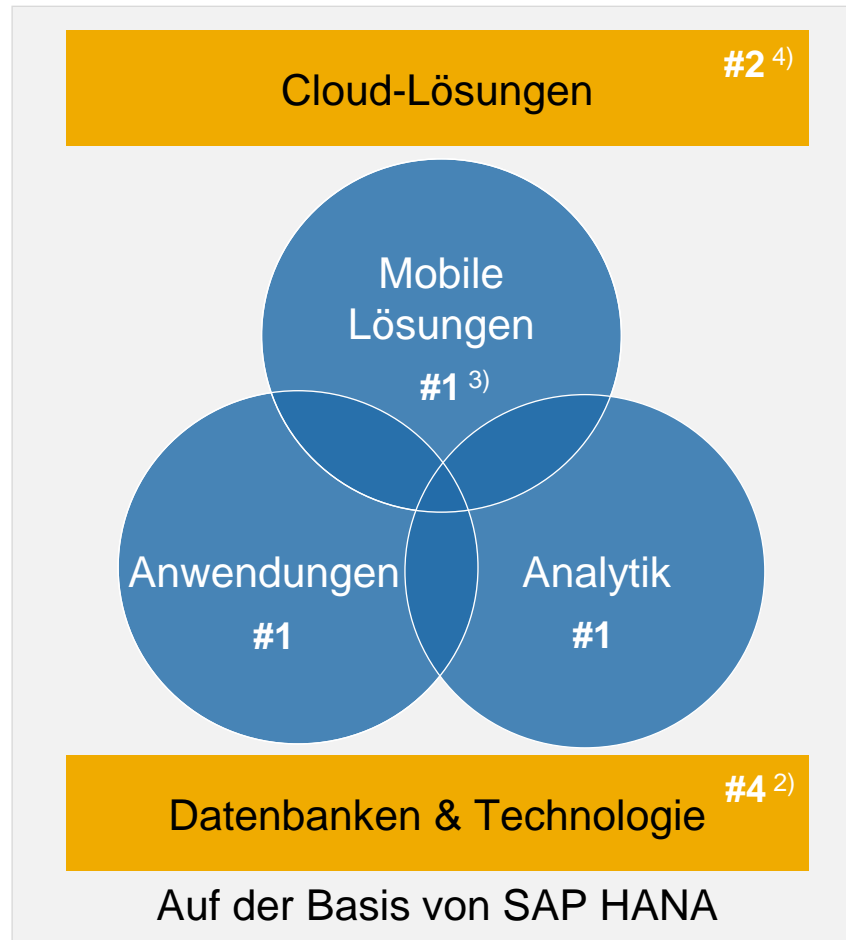 #2 4)
Cloud-Lösungen
Mobile
Lösungen
#1 3)
Anwendungen
#1
Analytik
#1
#4 2)
Datenbanken & Technologie
Auf der Basis von SAP HANA